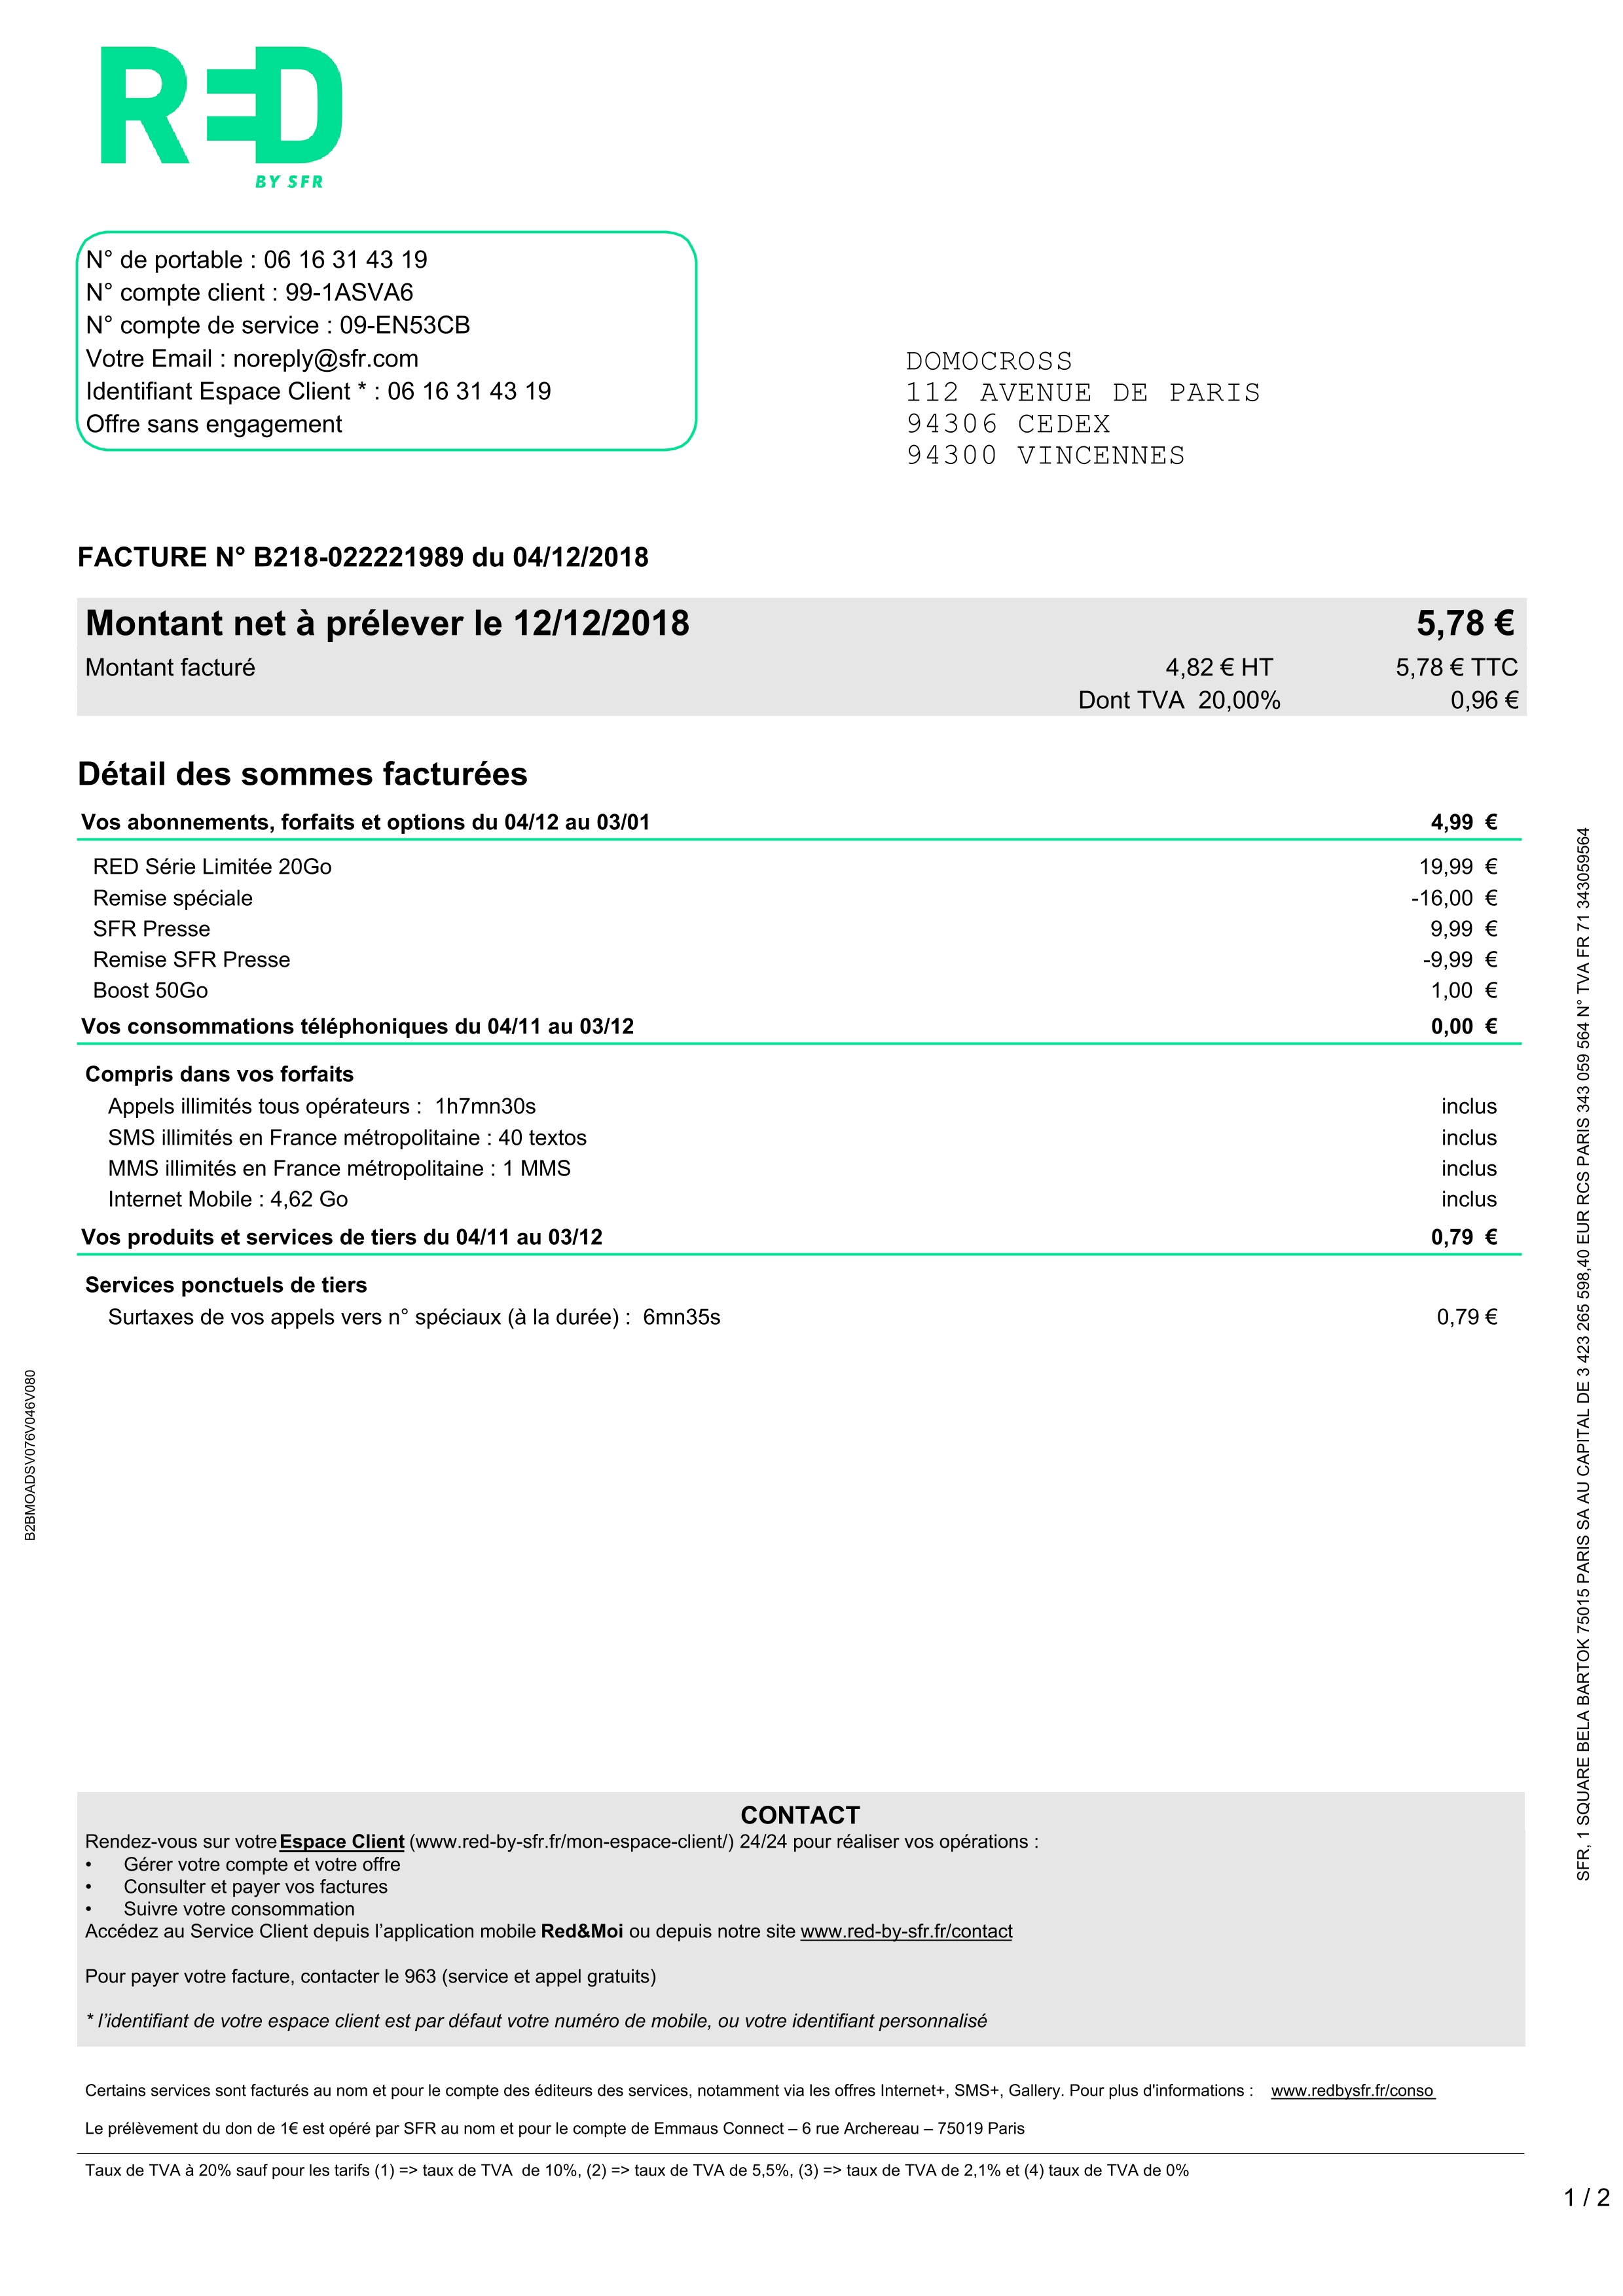 RED
BY SFR
N° de portable : 06 16 31 43 19
N° compte client : 99-1ASVA6
N° compte de service : 09-EN53CB
Votre Email : noreply@sfr.com
Identifiant Espace Client * : 06 16 31 43 19
Offre sans engagement
DOMOCROSS
112 AVENUE DE PARIS
94306 CEDEX
94300 VINCENNES
FACTURE N° B218-022221989 du 04/12/2018
Montant net à prélever le 12/12/2018 5,78 €
Montant facturé 4,82 € HT 5,78 € TTC
Dont TVA 20,00% 0,96 €
Détail des sommes facturées
Vos abonnements, forfaits et options du 04/12 au 03/01 4,99 €
RED Série Limitée 20Go 19,99 €
Remise spéciale -16,00 €
SFR Presse 9,99 €
Remise SFR Presse -9,99 €
Boost 50Go 1,00 €
Vos consommations téléphoniques du 04/11 au 03/12 0,00 €
Compris dans vos forfaits
Appels illimités tous opérateurs : 1h7mn30s inclus
SMS illimités en France métropolitaine : 40 textos inclus
MMS illimités en France métropolitaine : 1 MMS inclus
Internet Mobile : 4,62 Go inclus
Vos produits et services de tiers du 04/11 au 03/12 0,79 €
Services ponctuels de tiers
Surtaxes de vos appels vers n° spéciaux (à la durée) : 6mn35s 0,79 €
B2BMOADSV076V046V080
SFR, 1 SQUARE BELA BARTOK 75015 PARIS SA AU CAPITAL DE 3 423 265 598,40 EUR RCS PARIS 343 059 564 N° TVA FR 71 343059564
CONTACT
Rendez-vous sur votre Espace Client (www.red-by-sfr.fr/mon-espace-client/) 24/24 pour réaliser vos opérations :
• Gérer votre compte et votre offre
• Consulter et payer vos factures
• Suivre votre consommation
Accédez au Service Client depuis l’application mobile Red&Moi ou depuis notre site www.red-by-sfr.fr/contact
Pour payer votre facture, contacter le 963 (service et appel gratuits)
* l’identifiant de votre espace client est par défaut votre numéro de mobile, ou votre identifiant personnalisé
Certains services sont facturés au nom et pour le compte des éditeurs des services, notamment via les offres Internet+, SMS+, Gallery. Pour plus d'informations : www.redbysfr.fr/conso
Le prélèvement du don de 1€ est opéré par SFR au nom et pour le compte de Emmaus Connect – 6 rue Archereau – 75019 Paris
Taux de TVA à 20% sauf pour les tarifs (1) => taux de TVA de 10%, (2) => taux de TVA de 5,5%, (3) => taux de TVA de 2,1% et (4) taux de TVA de 0%
1 / 2